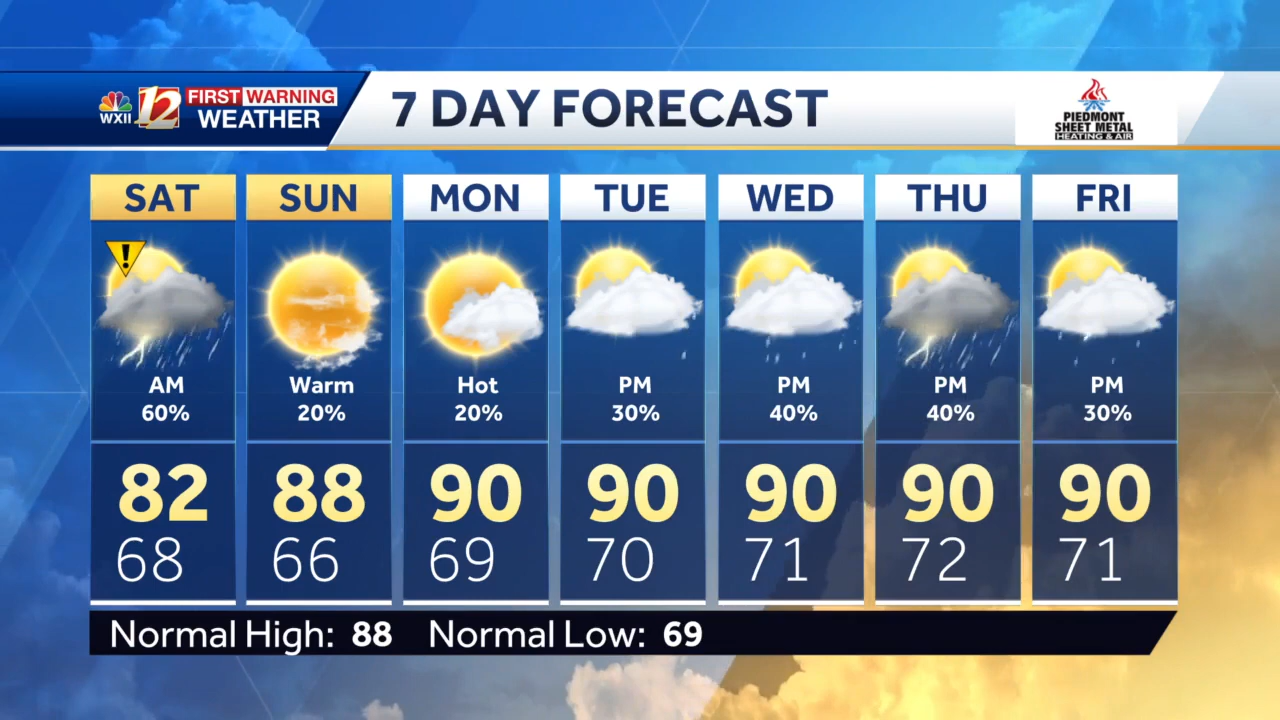 WXII 12 FIRST WARNING
WEATHER
7 DAY FORECAST
PIEDMONT
SHEET METAL
HEATING & AIR
SAT SUN MON TUE WED THU FRI
!
AM Warm Hot PM PM PM PM
60% 20% 20% 30% 40% 40% 30%
82 88 90 90 90 90 90
68 66 69 70 71 72 71
Normal High: 88 Normal Low: 69